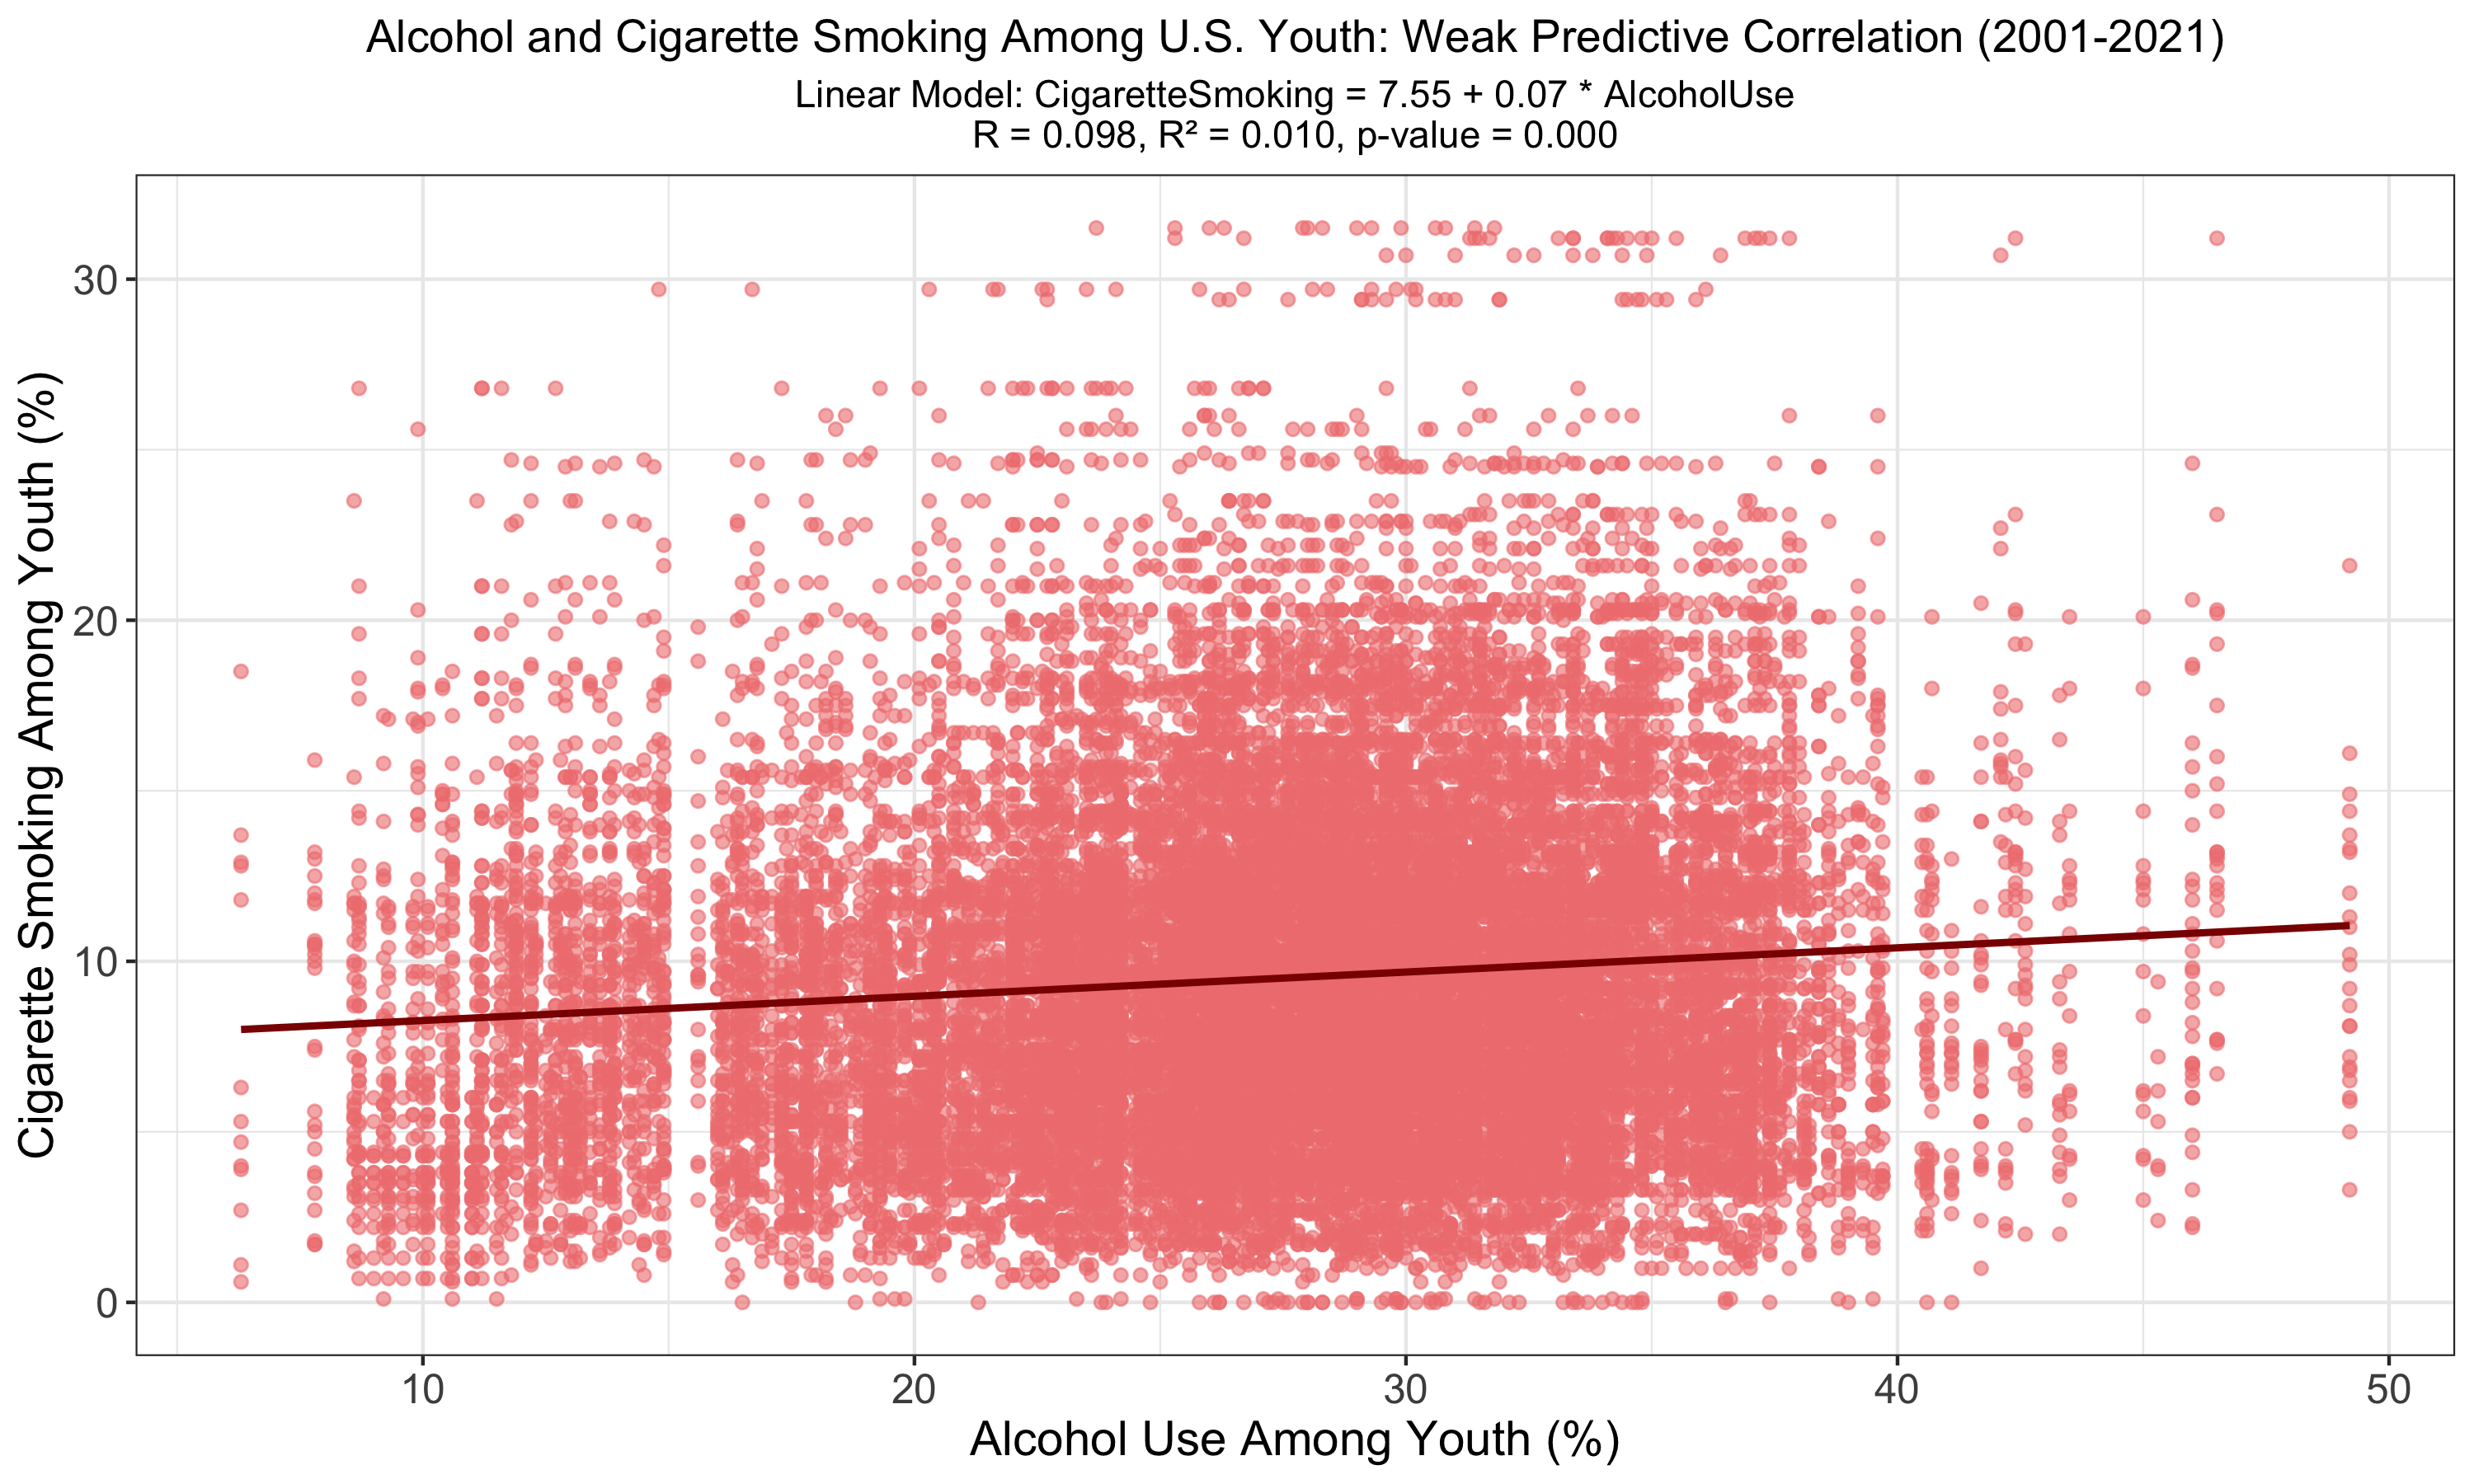 Alcohol and Cigarette Smoking Among U.S. Youth: Weak Predictive Correlation (2001-2021)
Linear Model: CigaretteSmoking = 7.55 + 0.07 * AlcoholUse
R = 0.098, R² = 0.010, p-value = 0.000
Cigarette Smoking Among Youth (%)
30
20
10
0
10
20
30
40
50
Alcohol Use Among Youth (%)